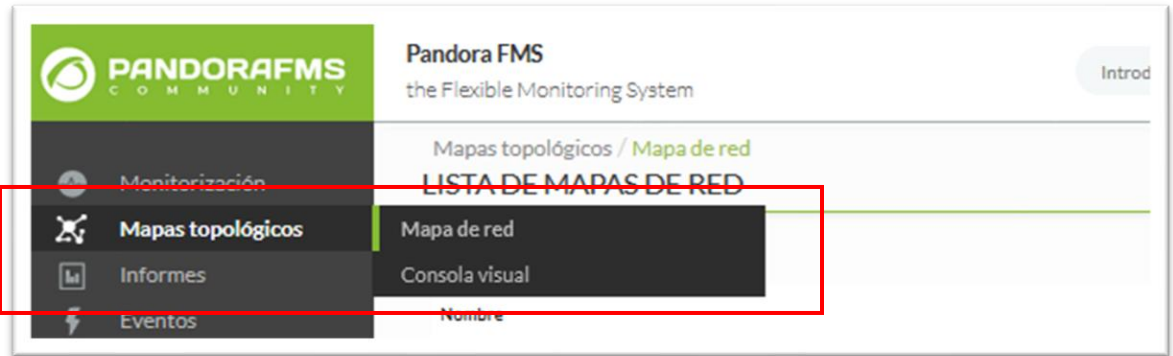 PANDORAFMS
COMMUNITY
Pandora FMS
the Flexible Monitoring System
Introd
Mapas topológicos / Mapa de red
LISTA DE MAPAS DE RED
Monitorización
Mapas topológicos
Mapa de red
Informes
Consola visual
Eventos
Nombre